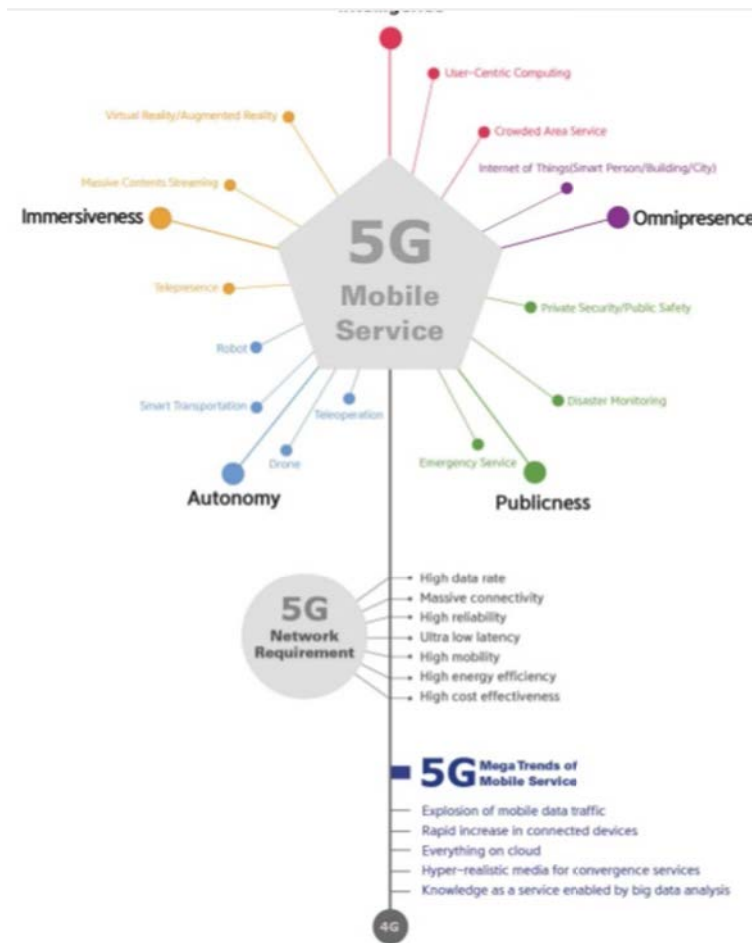 User-Centric Computing
Virtual Reality/Augmented Reality
Crowded Area Service
Internet of Things(Smart Person/Building/City)
Massive Contents Streaming
Immersiveness
Omnipresence
5G
Mobile
Service
Telepresence
Private Security/Public Safety
Robot
Smart Transportation
Teleoperation
Disaster Monitoring
Drone
Emergency Service
Autonomy
Publicness
5G
Network
Requirement
High data rate
Massive connectivity
High reliability
Ultra low latency
High mobility
High energy efficiency
High cost effectiveness
5G Mega Trends of
Mobile Service
Explosion of mobile data traffic
Rapid increase in connected devices
Everything on cloud
Hyper-realistic media for convergence services
Knowledge as a service enabled by big data analysis
4G